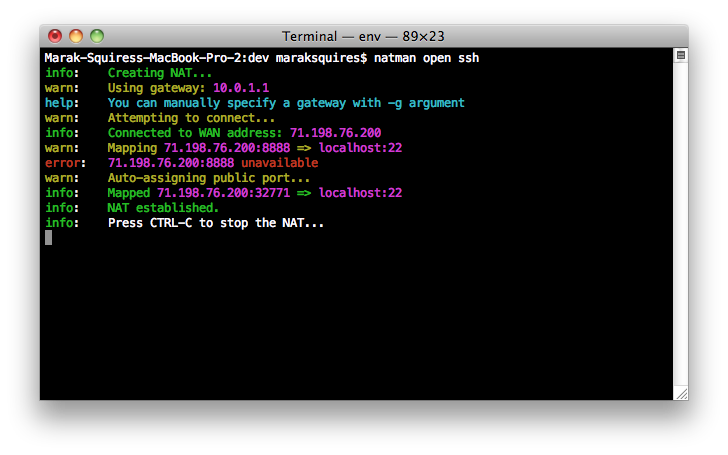 Terminal — env — 89×23
Marak-Squiress-MacBook-Pro-2:dev maraksquires$ natman open ssh
info: Creating NAT...
warn: Using gateway: 10.0.1.1
help: You can manually specify a gateway with -g argument
warn: Attempting to connect...
info: Connected to WAN address: 71.198.76.200
warn: Mapping 71.198.76.200:8888 => localhost:22
error: 71.198.76.200:8888 unavailable
warn: Auto-assigning public port...
info: Mapped 71.198.76.200:32771 => localhost:22
info: NAT established.
info: Press CTRL-C to stop the NAT...